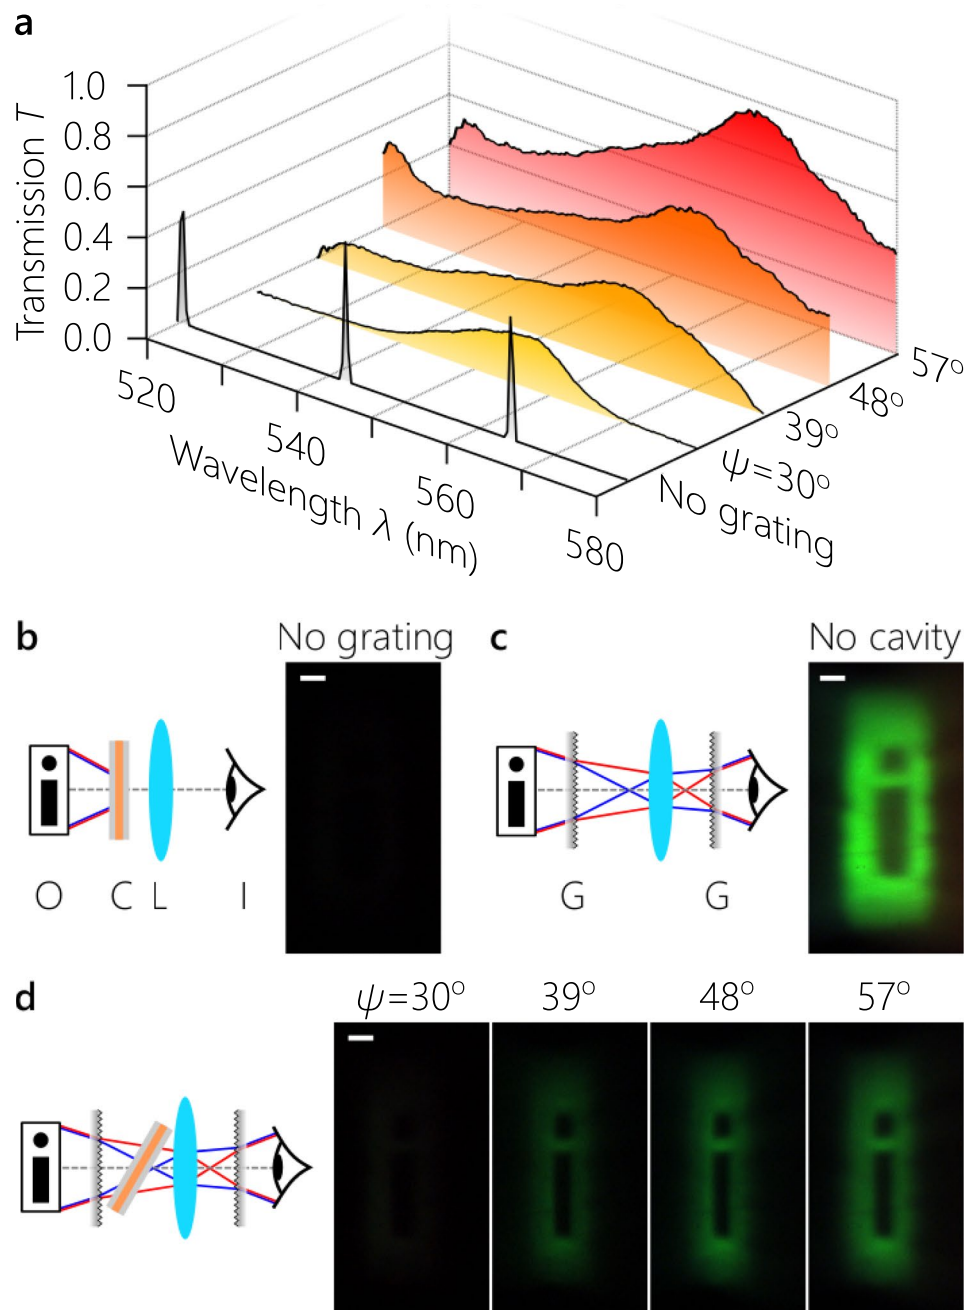 a
Transmission T
1.0
0.8
0.6
0.4
0.2
0.0
520
540
560
580
Wavelength λ (nm)
No grating
ψ=30°
39°
48°
57°
b
No grating
O
C
L
I
c
No cavity
G
G
d
ψ=30°
39°
48°
57°